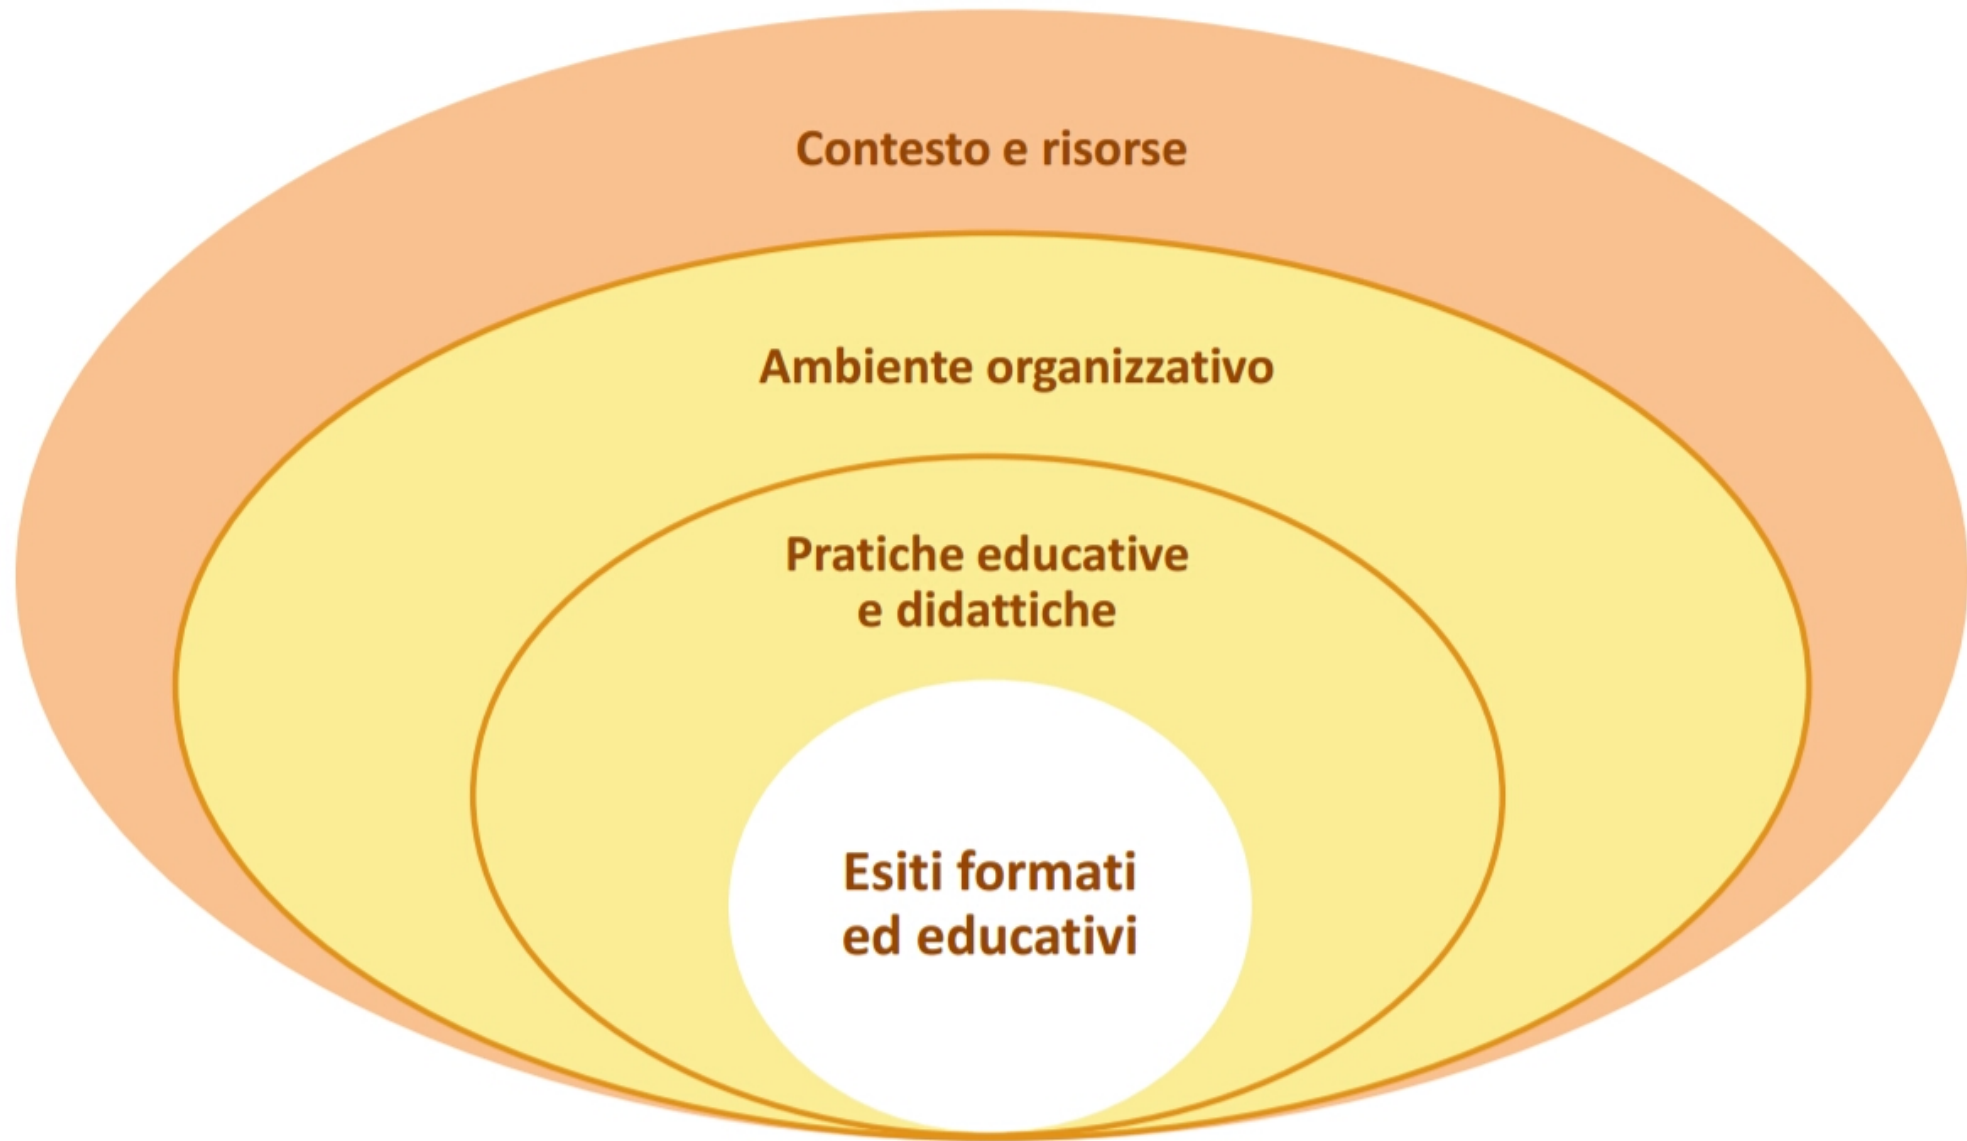 Contesto e risorse
Ambiente organizzativo
Pratiche educative
e didattiche
Esiti formati
ed educativi